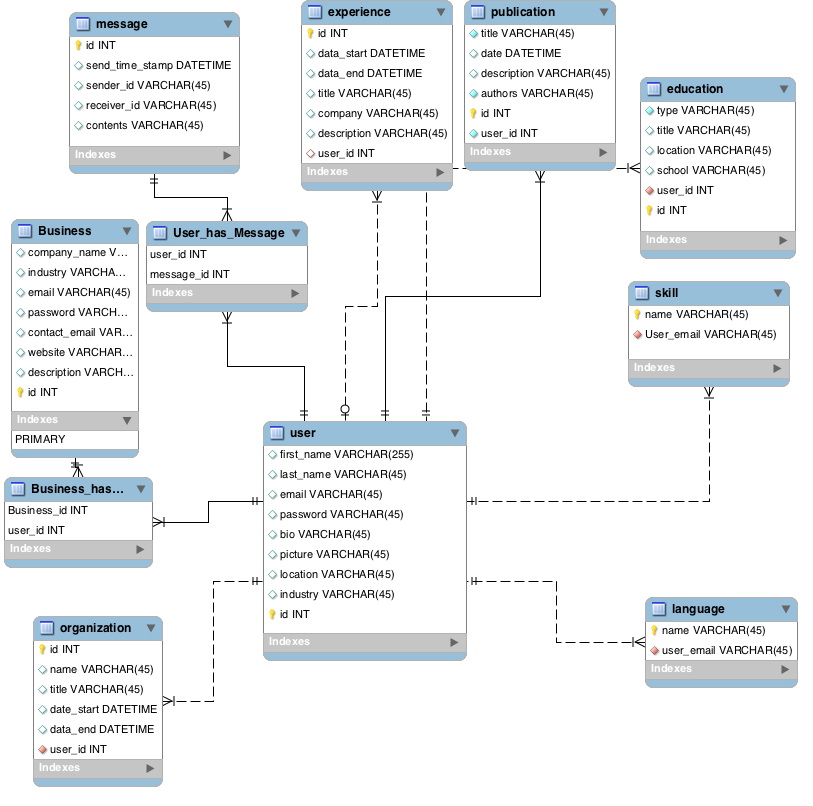 message
id INT
send_time_stamp DATETIME
sender_id VARCHAR(45)
receiver_id VARCHAR(45)
contents VARCHAR(45)
Indexes
experience
id INT
data_start DATETIME
data_end DATETIME
title VARCHAR(45)
company VARCHAR(45)
description VARCHAR(45)
user_id INT
Indexes
publication
title VARCHAR(45)
date DATETIME
description VARCHAR(45)
authors VARCHAR(45)
id INT
user_id INT
Indexes
education
type VARCHAR(45)
title VARCHAR(45)
location VARCHAR(45)
school VARCHAR(45)
user_id INT
id INT
Indexes
Business
company_name V...
industry VARCHA...
email VARCHAR(45)
password VARCH...
contact_email VAR...
website VARCHAR...
description VARCH...
id INT
Indexes
PRIMARY
User_has_Message
user_id INT
message_id INT
Indexes
skill
name VARCHAR(45)
User_email VARCHAR(45)
Indexes
user
first_name VARCHAR(255)
last_name VARCHAR(45)
email VARCHAR(45)
password VARCHAR(45)
bio VARCHAR(45)
picture VARCHAR(45)
location VARCHAR(45)
industry VARCHAR(45)
id INT
Indexes
Business_has...
Business_id INT
user_id INT
Indexes
organization
id INT
name VARCHAR(45)
title VARCHAR(45)
date_start DATETIME
data_end DATETIME
user_id INT
Indexes
language
name VARCHAR(45)
user_email VARCHAR(45)
Indexes